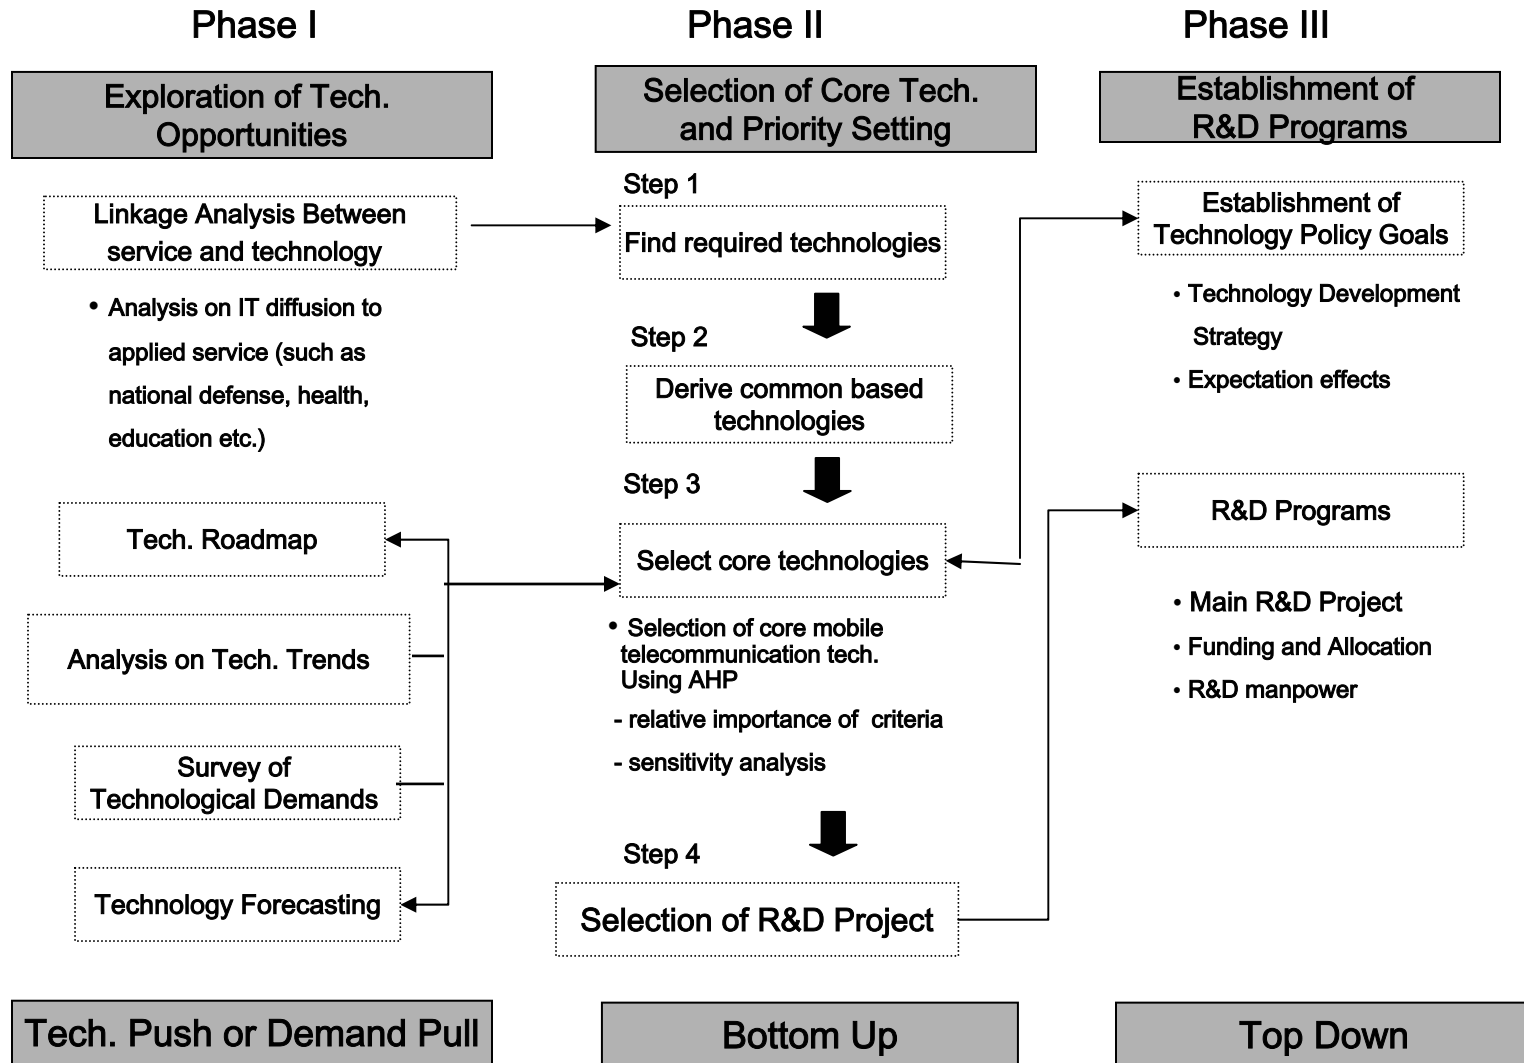 Phase I
Phase II
Phase III
Exploration of Tech.
Opportunities
Selection of Core Tech.
and Priority Setting
Establishment of
R&D Programs
Linkage Analysis Between
service and technology
• Analysis on IT diffusion to
applied service (such as
national defense, health,
education etc.)
Tech. Roadmap
Analysis on Tech. Trends
Survey of
Technological Demands
Technology Forecasting
Step 1
Find required technologies
Step 2
Derive common based
technologies
Step 3
Select core technologies
• Selection of core mobile
telecommunication tech.
Using AHP
- relative importance of criteria
- sensitivity analysis
Step 4
Selection of R&D Project
Establishment of
Technology Policy Goals
• Technology Development
Strategy
• Expectation effects
R&D Programs
• Main R&D Project
• Funding and Allocation
• R&D manpower
Tech. Push or Demand Pull
Bottom Up
Top Down